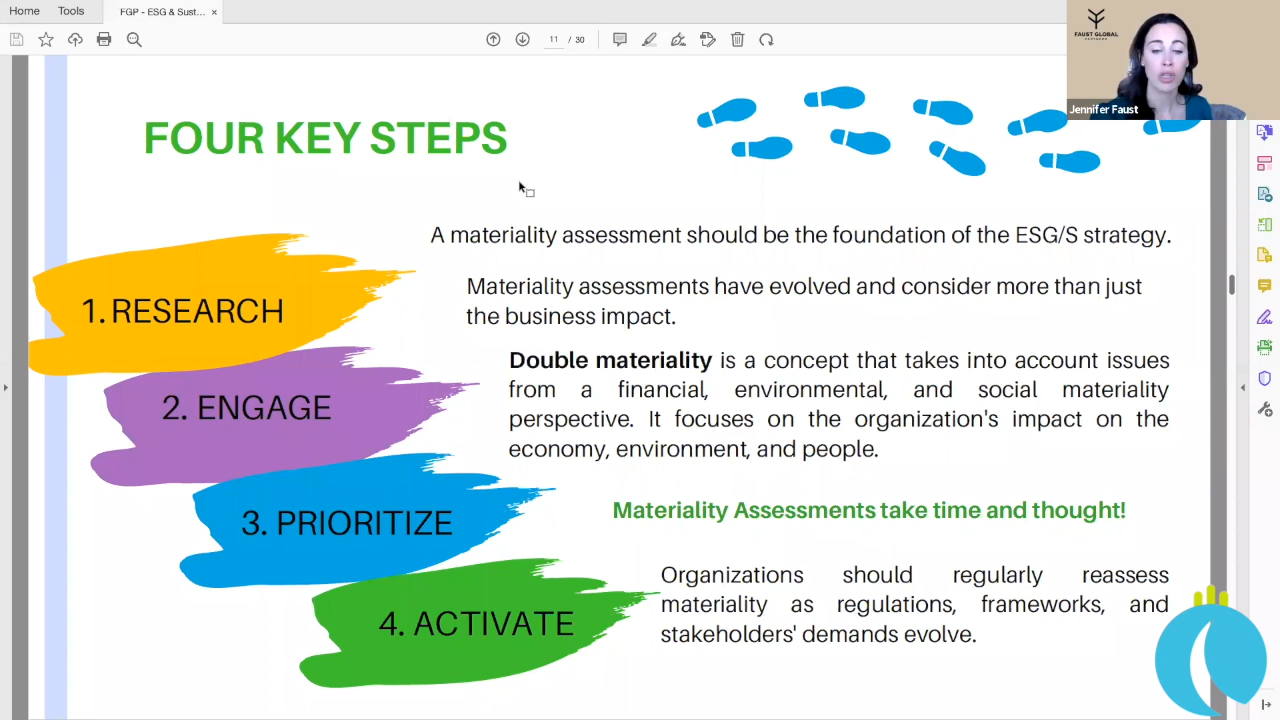 Home
Tools
FGP - ESG & Sust...
×
11 / 30
FAUST GLOBAL
PARTNERS
Jennifer Faust
FOUR KEY STEPS
A materiality assessment should be the foundation of the ESG/S strategy.
1. RESEARCH
Materiality assessments have evolved and consider more than just
the business impact.
Double materiality is a concept that takes into account issues
from a financial, environmental, and social materiality
perspective. It focuses on the organization's impact on the
economy, environment, and people.
2. ENGAGE
3. PRIORITIZE
Materiality Assessments take time and thought!
4. ACTIVATE
Organizations should regularly reassess
materiality as regulations, frameworks, and
stakeholders' demands evolve.